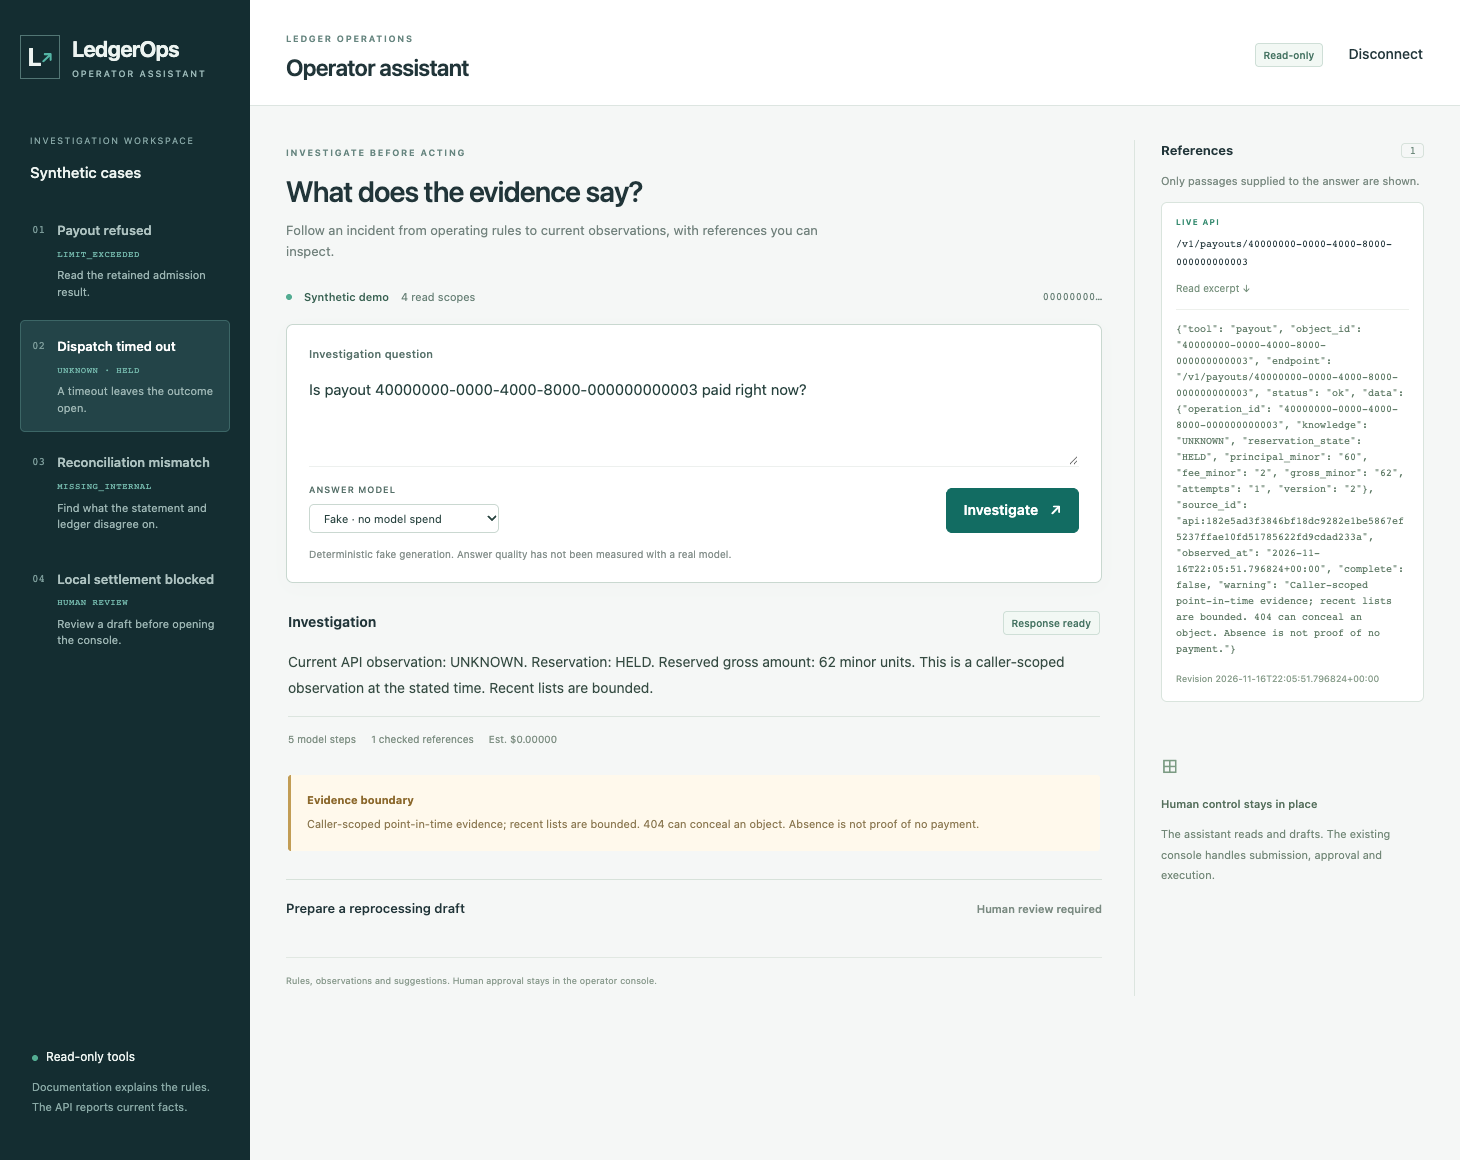 L↗
LedgerOps
OPERATOR ASSISTANT
INVESTIGATION WORKSPACE
Synthetic cases
01 Payout refused
LIMIT_EXCEEDED
Read the retained admission
result.
02 Dispatch timed out
UNKNOWN · HELD
A timeout leaves the outcome
open.
03 Reconciliation mismatch
MISSING_INTERNAL
Find what the statement and
ledger disagree on.
04 Local settlement blocked
HUMAN REVIEW
Review a draft before opening
the console.
Read-only tools
Documentation explains the rules.
The API reports current facts.
LEDGER OPERATIONS
Operator assistant
Read-only
Disconnect
INVESTIGATE BEFORE ACTING
What does the evidence say?
Follow an incident from operating rules to current observations, with references you can
inspect.
Synthetic demo 4 read scopes 00000000…
Investigation question
Is payout 40000000-0000-4000-8000-000000000003 paid right now?
ANSWER MODEL
Fake · no model spend
Investigate ↗
Deterministic fake generation. Answer quality has not been measured with a real model.
Investigation
Response ready
Current API observation: UNKNOWN. Reservation: HELD. Reserved gross amount: 62 minor units. This is a caller-scoped
observation at the stated time. Recent lists are bounded.
5 model steps 1 checked references Est. $0.00000
Evidence boundary
Caller-scoped point-in-time evidence; recent lists are bounded. 404 can conceal an object. Absence is not proof of no payment.
Prepare a reprocessing draft
Human review required
Rules, observations and suggestions. Human approval stays in the operator console.
References
1
Only passages supplied to the answer are shown.
LIVE API
/v1/payouts/40000000-0000-4000-8000-
000000000003
Read excerpt ↓
{"tool": "payout", "object_id":
"40000000-0000-4000-8000-
000000000003", "endpoint":
"/v1/payouts/40000000-0000-4000-8000-
000000000003", "status": "ok", "data":
{"operation_id": "40000000-0000-4000-
8000-000000000003", "knowledge":
"UNKNOWN", "reservation_state":
"HELD", "principal_minor": "60",
"fee_minor": "2", "gross_minor": "62",
"attempts": "1", "version": "2"},
"source_id":
"api:182e5ad3f3846bf18dc9282e1be5867ef
5237ffae10fd51785622fd9cdad233a",
"observed_at": "2026-11-
16T22:05:51.796824+00:00", "complete":
false, "warning": "Caller-scoped
point-in-time evidence; recent lists
are bounded. 404 can conceal an
object. Absence is not proof of no
payment."}
Revision 2026-11-16T22:05:51.796824+00:00
Human control stays in place
The assistant reads and drafts. The existing
console handles submission, approval and
execution.